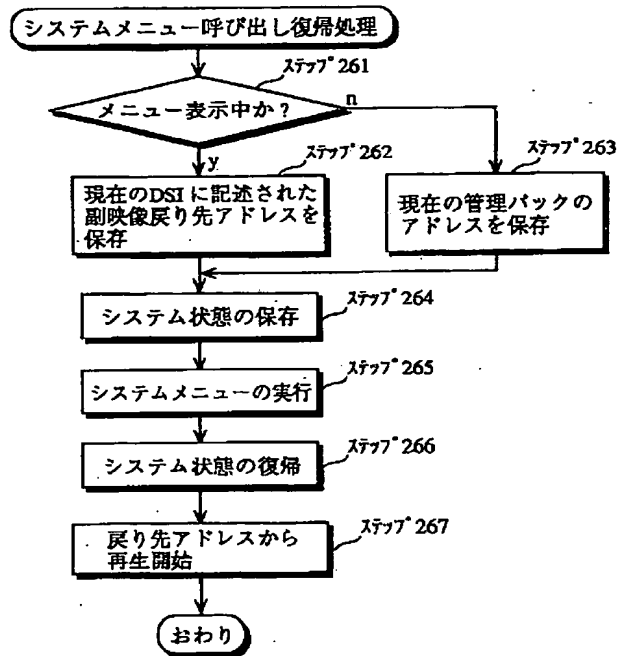 システムメニュー呼び出し復帰処理
ステップ261
メニュー表示中か？
n
y
ステップ262
現在のDSIに記述された
副映像戻り先アドレスを
保存
ステップ263
現在の管理パックの
アドレスを保存
ステップ264
システム状態の保存
ステップ265
システムメニューの実行
ステップ266
システム状態の復帰
ステップ267
戻り先アドレスから
再生開始
おわり